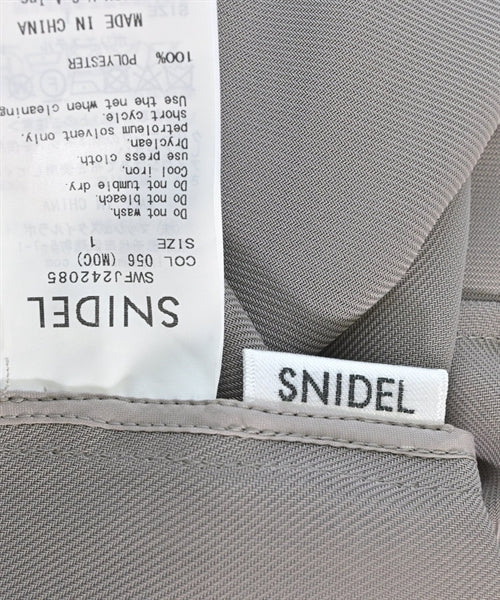 SNIDEL
SWFJ242085
COL 056 (MOC)
SIZE 1
Do not wash.
Do not bleach.
Do not tumble dry.
Cool iron,
use press cloth.
Dryclean.
petroleum solvent only.
short cycle.
Use the net when cleaning
100% POLYESTER
MADE IN CHINA
SNIDEL